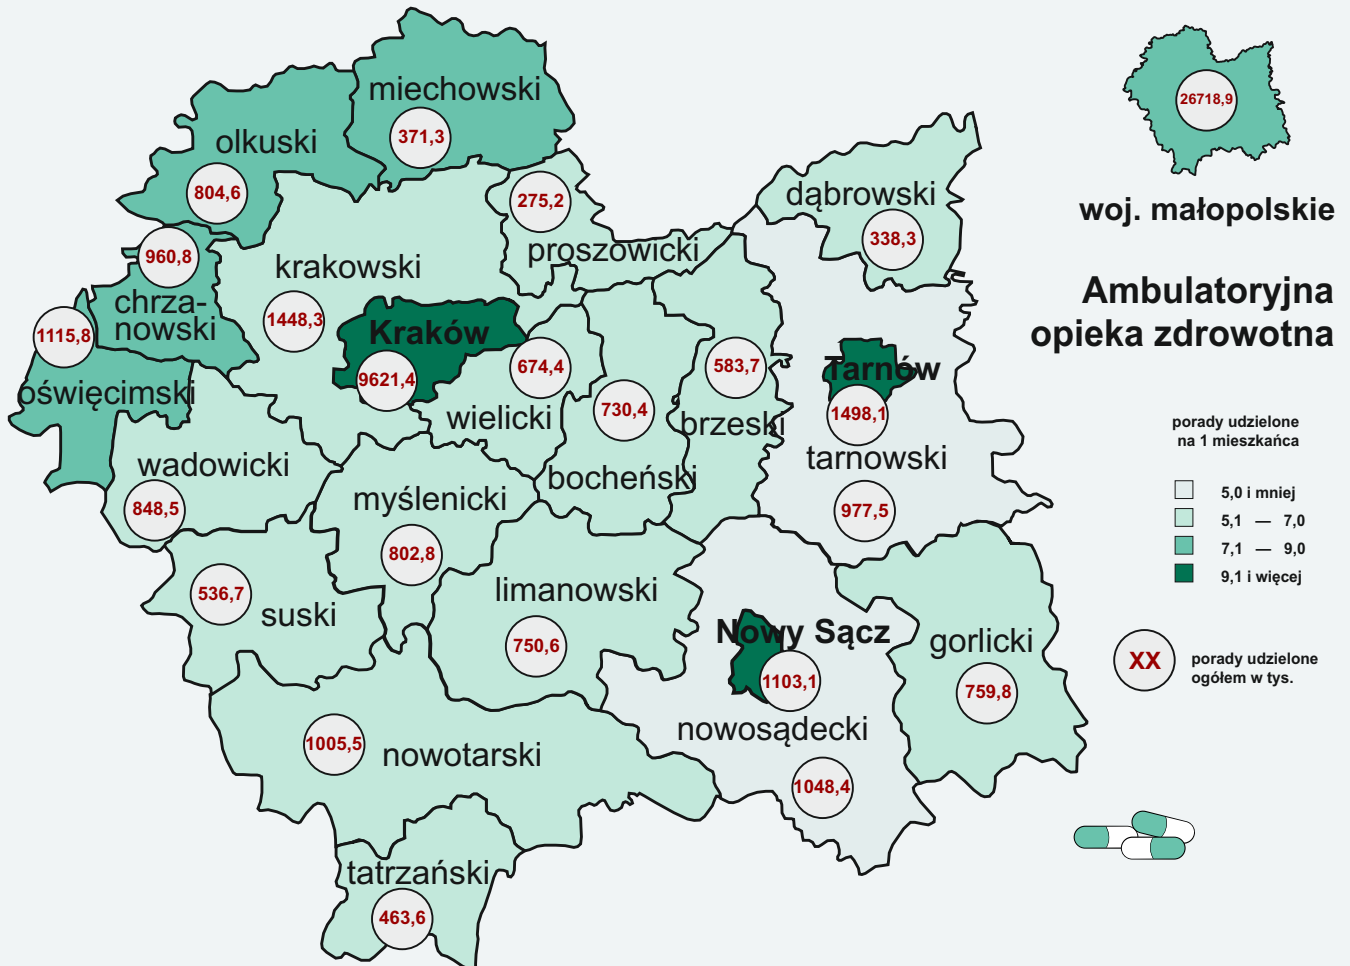 miechowski
371,3
olkuski
804,6
26718,9
woj. małopolskie
Ambulatoryjna
opieka zdrowotna
dąbrowski
338,3
275,2
proszowicki
960,8
chrza-
nowski
krakowski
1448,3
1115,8
oświęcimski
Kraków
9621,4
674,4
wielicki
730,4
bocheński
583,7
brzeski
Tarnów
1498,1
tarnowski
977,5
wadowicki
848,5
myślenicki
802,8
porady udzielone
na 1 mieszkańca
5,0 i mniej
5,1 — 7,0
7,1 — 9,0
9,1 i więcej
XX
porady udzielone
ogółem w tys.
536,7
suski
limanowski
750,6
Nowy Sącz
1103,1
nowosądecki
1048,4
gorlicki
759,8
1005,5
nowotarski
tatrzański
463,6